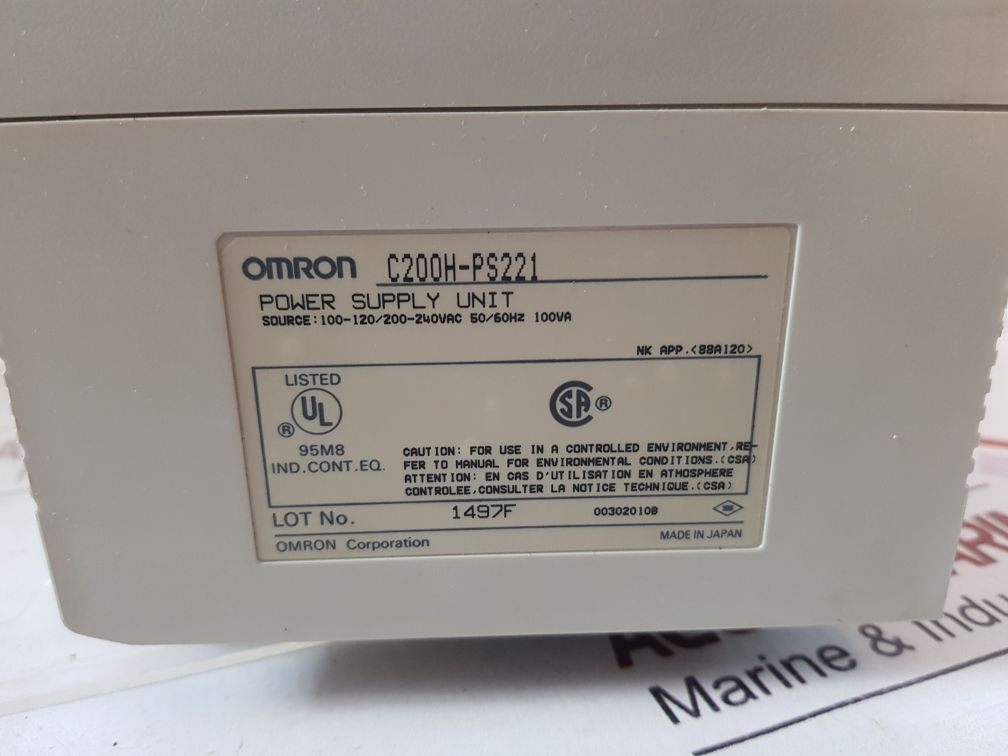 OMRON C200H-PS221
POWER SUPPLY UNIT
SOURCE:100-120/200-240VAC 50/60Hz 100VA
NK APP.<88A120>
LISTED
UL
®
95M8
IND.CONT.EQ.
SA ®
CAUTION: FOR USE IN A CONTROLLED ENVIRONMENT,RE-
FER TO MANUAL FOR ENVIRONMENTAL CONDITIONS.(CSA)
ATTENTION: EN CAS D'UTILISATION EN ATMOSPHERE
CONTROLEE,CONSULTER LA NOTICE TECHNIQUE.(CSA)
LOT No. 1497F 00302010B
OMRON Corporation MADE IN JAPAN
Marine & Indu